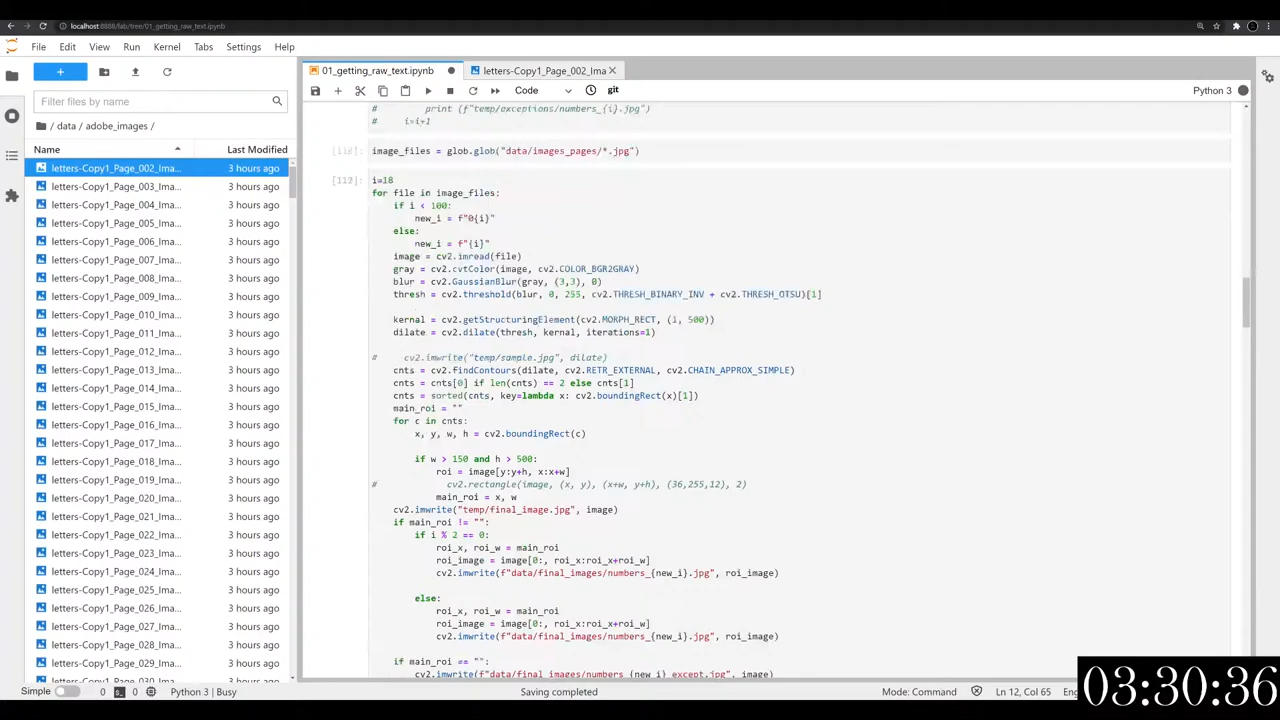 localhost:8888/lab/tree/01_getting_raw_text.ipynb
File Edit View Run Kernel Tabs Settings Help
Filter files by name
/ data / adobe_images /
Name Last Modified
letters-Copy1_Page_002_Ima... 3 hours ago
letters-Copy1_Page_003_Ima... 3 hours ago
letters-Copy1_Page_004_Ima... 3 hours ago
letters-Copy1_Page_005_Ima... 3 hours ago
letters-Copy1_Page_006_Ima... 3 hours ago
letters-Copy1_Page_007_Ima... 3 hours ago
letters-Copy1_Page_008_Ima... 3 hours ago
letters-Copy1_Page_009_Ima... 3 hours ago
letters-Copy1_Page_010_Ima... 3 hours ago
letters-Copy1_Page_011_Ima... 3 hours ago
letters-Copy1_Page_012_Ima... 3 hours ago
letters-Copy1_Page_013_Ima... 3 hours ago
letters-Copy1_Page_014_Ima... 3 hours ago
letters-Copy1_Page_015_Ima... 3 hours ago
letters-Copy1_Page_016_Ima... 3 hours ago
letters-Copy1_Page_017_Ima... 3 hours ago
letters-Copy1_Page_018_Ima... 3 hours ago
letters-Copy1_Page_019_Ima... 3 hours ago
letters-Copy1_Page_020_Ima... 3 hours ago
letters-Copy1_Page_021_Ima... 3 hours ago
letters-Copy1_Page_022_Ima... 3 hours ago
letters-Copy1_Page_023_Ima... 3 hours ago
letters-Copy1_Page_024_Ima... 3 hours ago
letters-Copy1_Page_025_Ima... 3 hours ago
letters-Copy1_Page_026_Ima... 3 hours ago
letters-Copy1_Page_027_Ima... 3 hours ago
letters-Copy1_Page_028_Ima... 3 hours ago
letters-Copy1_Page_029_Ima... 3 hours ago
letters-Copy1_Page_030_Ima... 3 hours ago
01_getting_raw_text.ipynb
letters-Copy1_Page_002_Ima
Code git Python 3
# print (f"temp/exceptions/numbers_{i}.jpg")
# i=i+1
image_files = glob.glob("data/images_pages/*.jpg")
i=18
for file in image_files:
if i < 100:
new_i = f"0{i}"
else:
new_i = f"{i}"
image = cv2.imread(file)
gray = cv2.cvtColor(image, cv2.COLOR_BGR2GRAY)
blur = cv2.GaussianBlur(gray, (3,3), 0)
thresh = cv2.threshold(blur, 0, 255, cv2.THRESH_BINARY_INV + cv2.THRESH_OTSU)[1]
kernal = cv2.getStructuringElement(cv2.MORPH_RECT, (1, 500))
dilate = cv2.dilate(thresh, kernal, iterations=1)
# cv2.imwrite("temp/sample.jpg", dilate)
cnts = cv2.findContours(dilate, cv2.RETR_EXTERNAL, cv2.CHAIN_APPROX_SIMPLE)
cnts = cnts[0] if len(cnts) == 2 else cnts[1]
cnts = sorted(cnts, key=lambda x: cv2.boundingRect(x)[1])
main_roi = ""
for c in cnts:
x, y, w, h = cv2.boundingRect(c)
if w > 150 and h > 500:
roi = image[y:y+h, x:x+w]
# cv2.rectangle(image, (x, y), (x+w, y+h), (36,255,12), 2)
main_roi = x, w
cv2.imwrite("temp/final_image.jpg", image)
if main_roi != "":
if i % 2 == 0:
roi_x, roi_w = main_roi
roi_image = image[0:, roi_x:roi_x+roi_w]
cv2.imwrite(f"data/final_images/numbers_{new_i}.jpg", roi_image)
else:
roi_x, roi_w = main_roi
roi_image = image[0:, roi_x:roi_x+roi_w]
cv2.imwrite(f"data/final_images/numbers_{new_i}.jpg", roi_image)
if main_roi == "":
cv2.imwrite(f"data/final_images/numbers_{new_i}_except.jpg", image)
Simple 0 0 Python 3 | Busy Saving completed Mode: Command Ln 12, Col 65
03:30:36